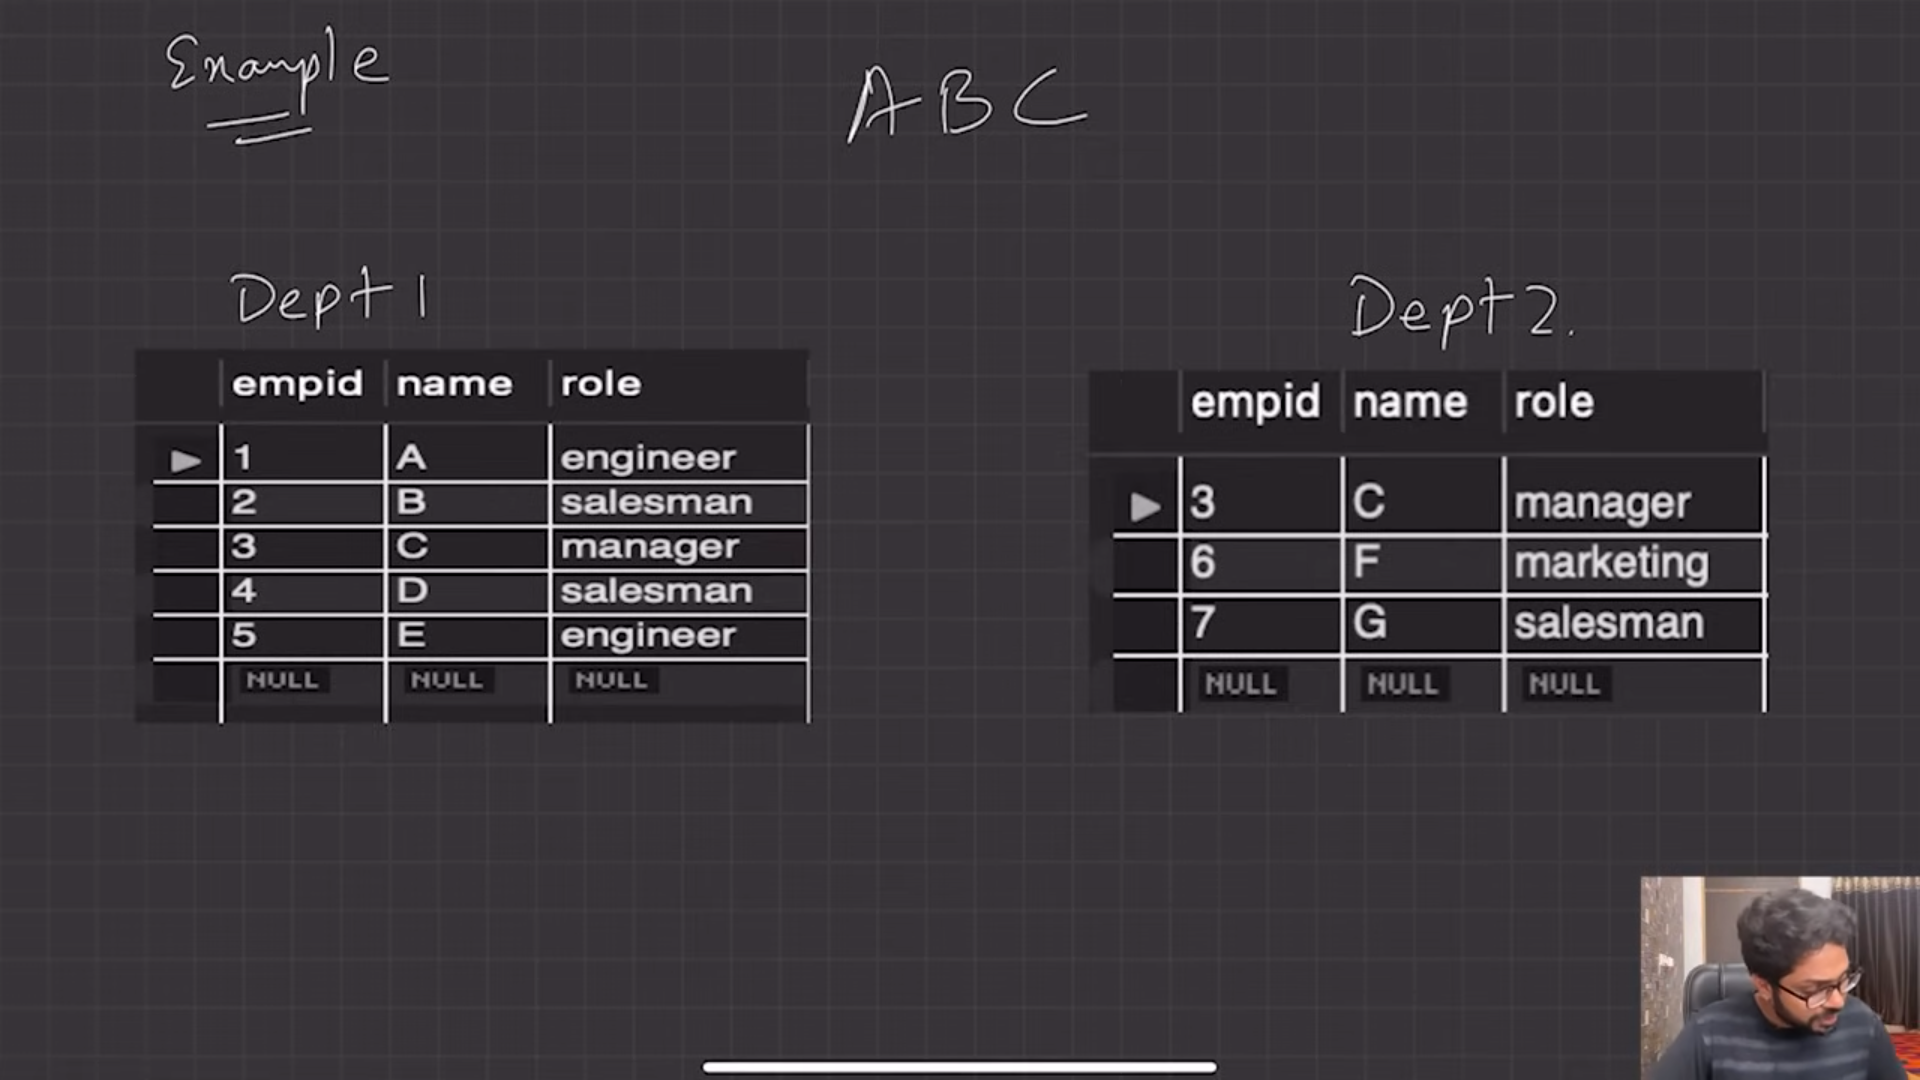 Example
ABC
Dept 1
empid name role
1 A engineer
2 B salesman
3 C manager
4 D salesman
5 E engineer
NULL NULL NULL
Dept 2.
empid name role
3 C manager
6 F marketing
7 G salesman
NULL NULL NULL